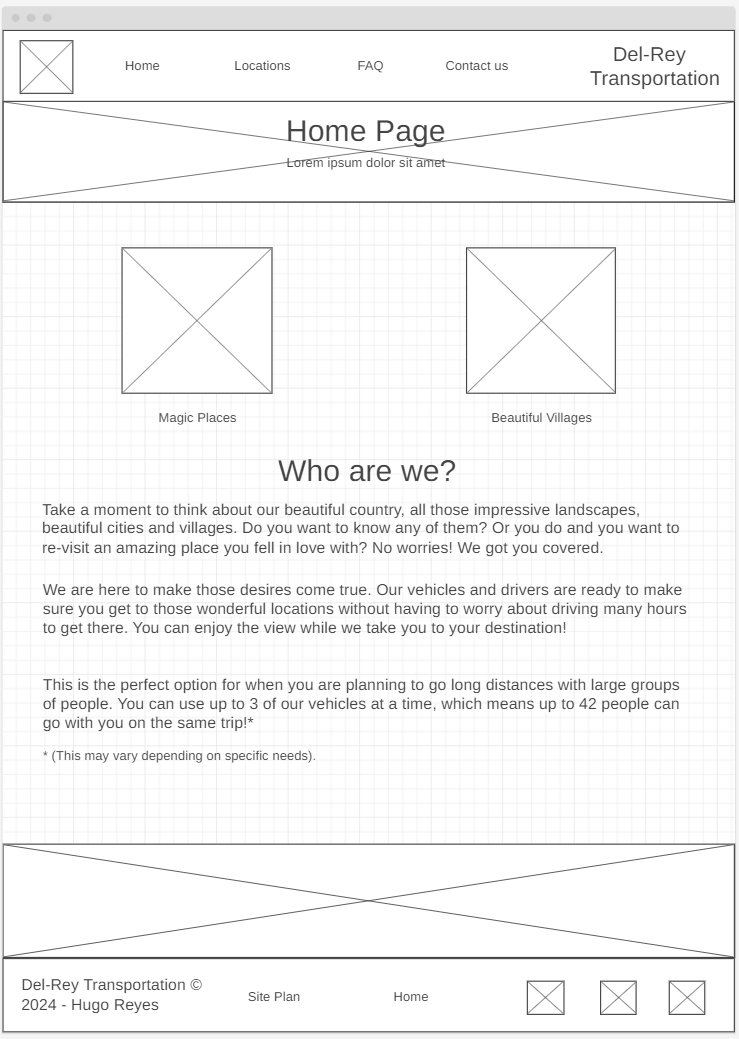 Home
Locations
FAQ
Contact us
Del-Rey
Transportation
Home Page
Lorem ipsum dolor sit amet
Magic Places
Beautiful Villages
Who are we?
Take a moment to think about our beautiful country, all those impressive landscapes,
beautiful cities and villages. Do you want to know any of them? Or you do and you want to
re-visit an amazing place you fell in love with? No worries! We got you covered.
We are here to make those desires come true. Our vehicles and drivers are ready to make
sure you get to those wonderful locations without having to worry about driving many hours
to get there. You can enjoy the view while we take you to your destination!
This is the perfect option for when you are planning to go long distances with large groups
of people. You can use up to 3 of our vehicles at a time, which means up to 42 people can
go with you on the same trip!*
* (This may vary depending on specific needs).
Del-Rey Transportation ©
2024 - Hugo Reyes
Site Plan
Home